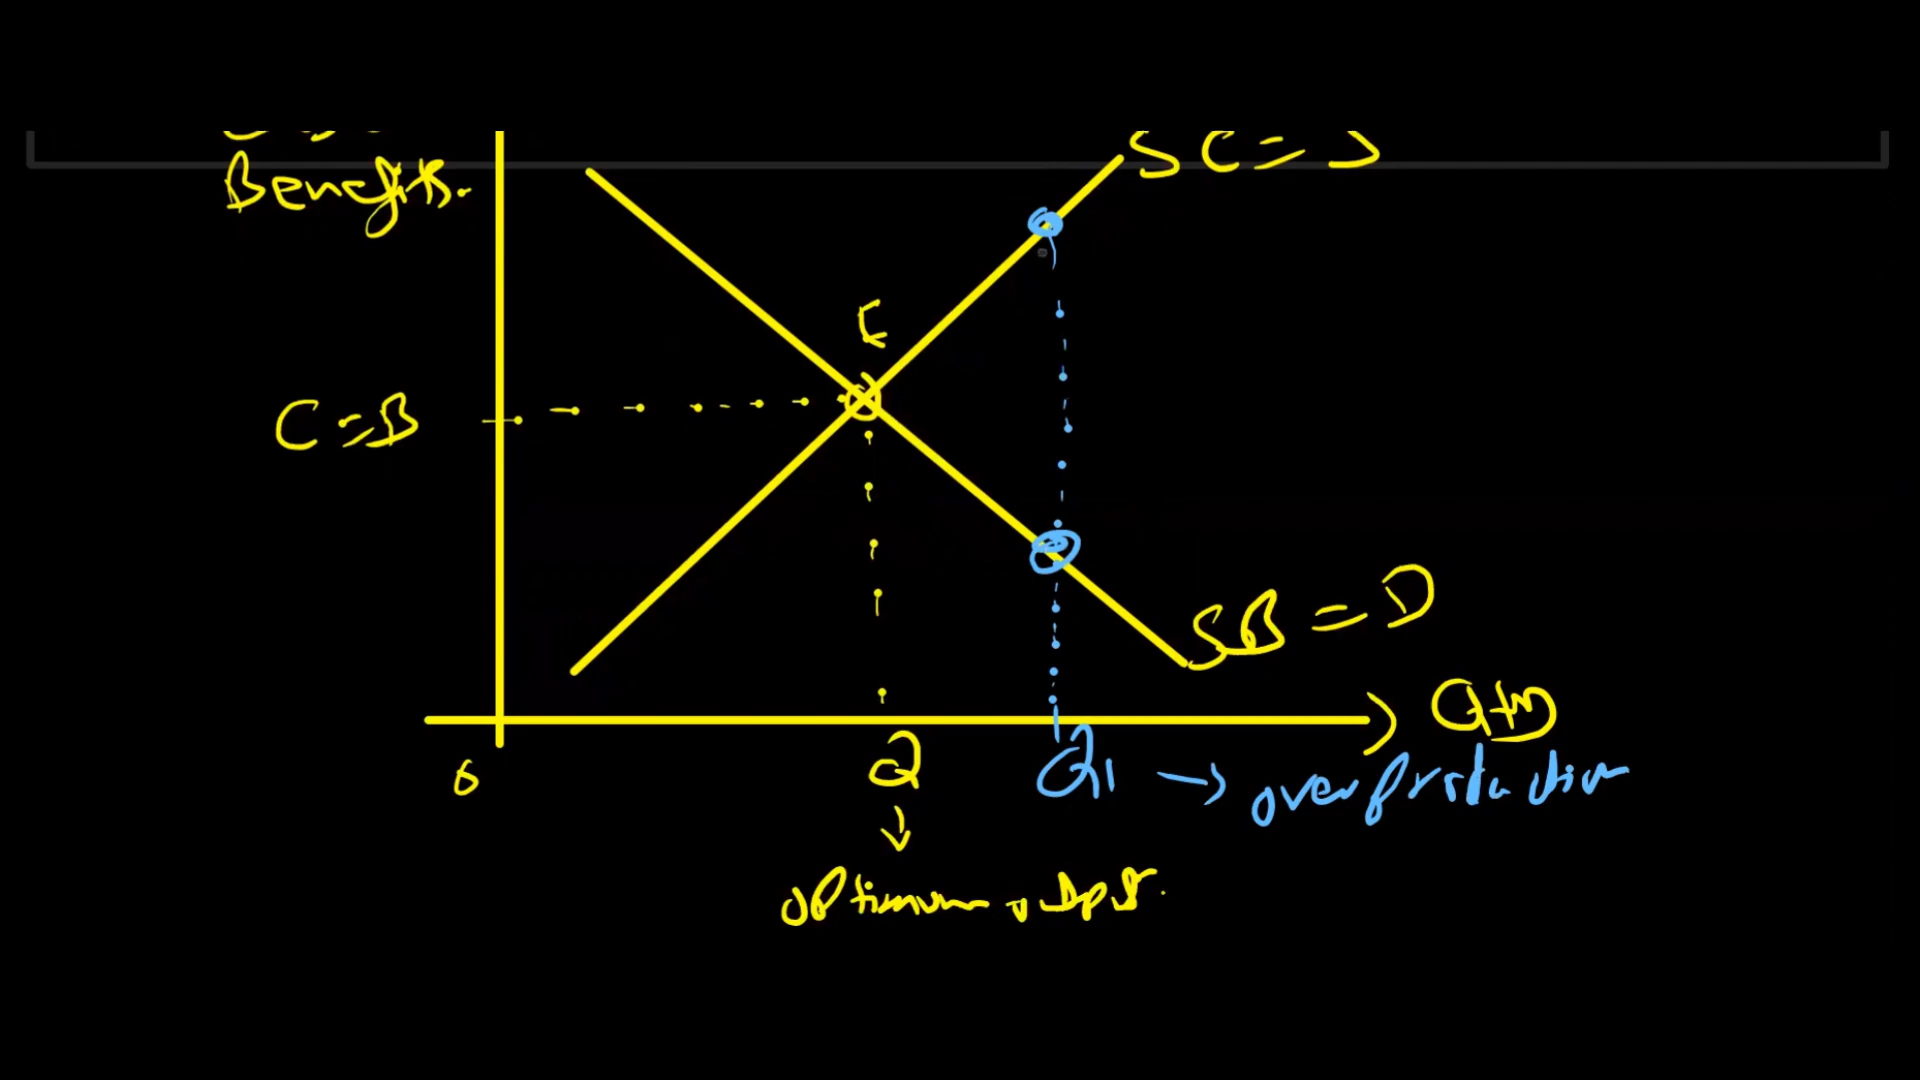 Benefits.
SC = S
E
C = B
SB = D
Qty
0
Q
Q1 → overproduction
↓
optimum output.